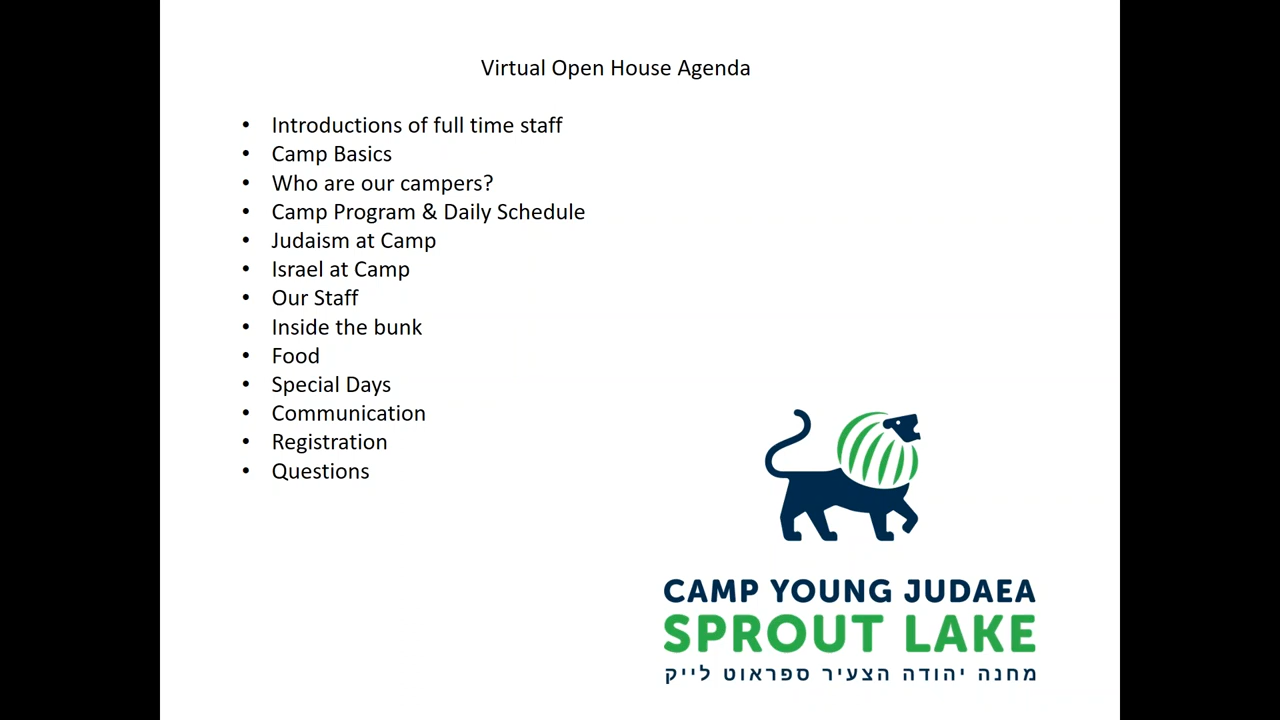 Virtual Open House Agenda
• Introductions of full time staff
• Camp Basics
• Who are our campers?
• Camp Program & Daily Schedule
• Judaism at Camp
• Israel at Camp
• Our Staff
• Inside the bunk
• Food
• Special Days
• Communication
• Registration
• Questions
CAMP YOUNG JUDAEA
SPROUT LAKE
מחנה יהודה הצעיר ספראוט לייק